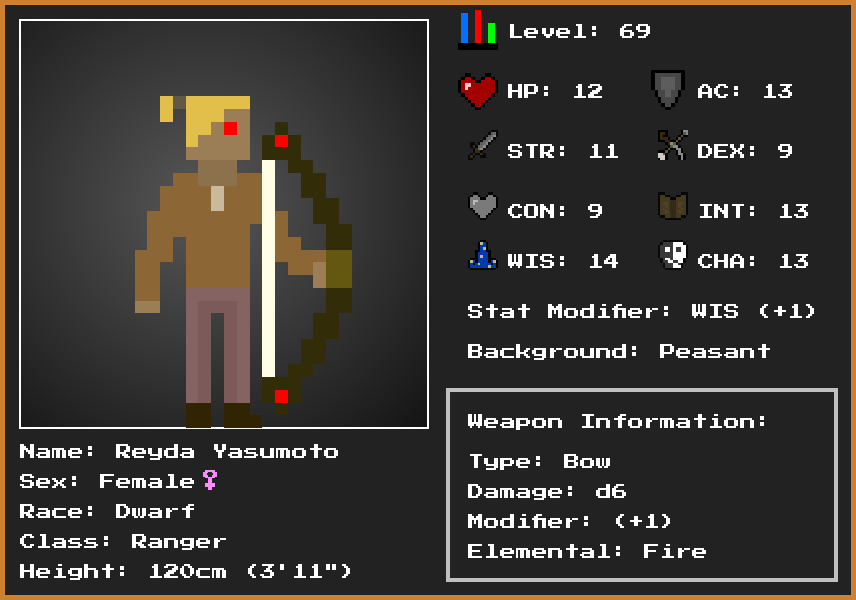 Level: 69
HP: 12
AC: 13
STR: 11
DEX: 9
CON: 9
INT: 13
WIS: 14
CHA: 13
Stat Modifier: WIS (+1)
Background: Peasant
Weapon Information:
Type: Bow
Damage: d6
Modifier: (+1)
Elemental: Fire
Name: Reyda Yasumoto
Sex: Female♀
Race: Dwarf
Class: Ranger
Height: 120cm (3'11")